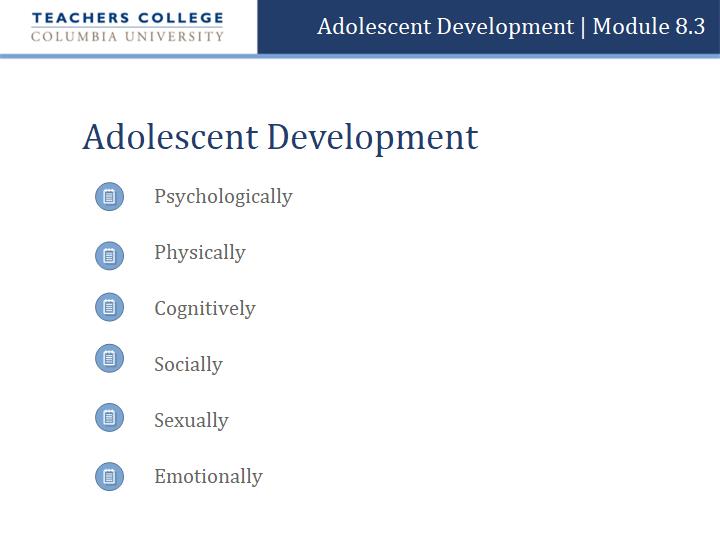 TEACHERS COLLEGE
COLUMBIA UNIVERSITY
Adolescent Development | Module 8.3
Adolescent Development
Psychologically
Physically
Cognitively
Socially
Sexually
Emotionally